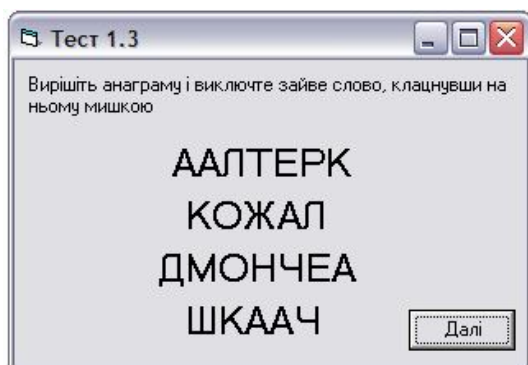 Тест 1.3
Вирішіть анаграму і виключте зайве слово, клацнувши на
ньому мишкою
ААЛТЕРК
КОЖАЛ
ДМОНЧЕА
ШКААЧ
Далі